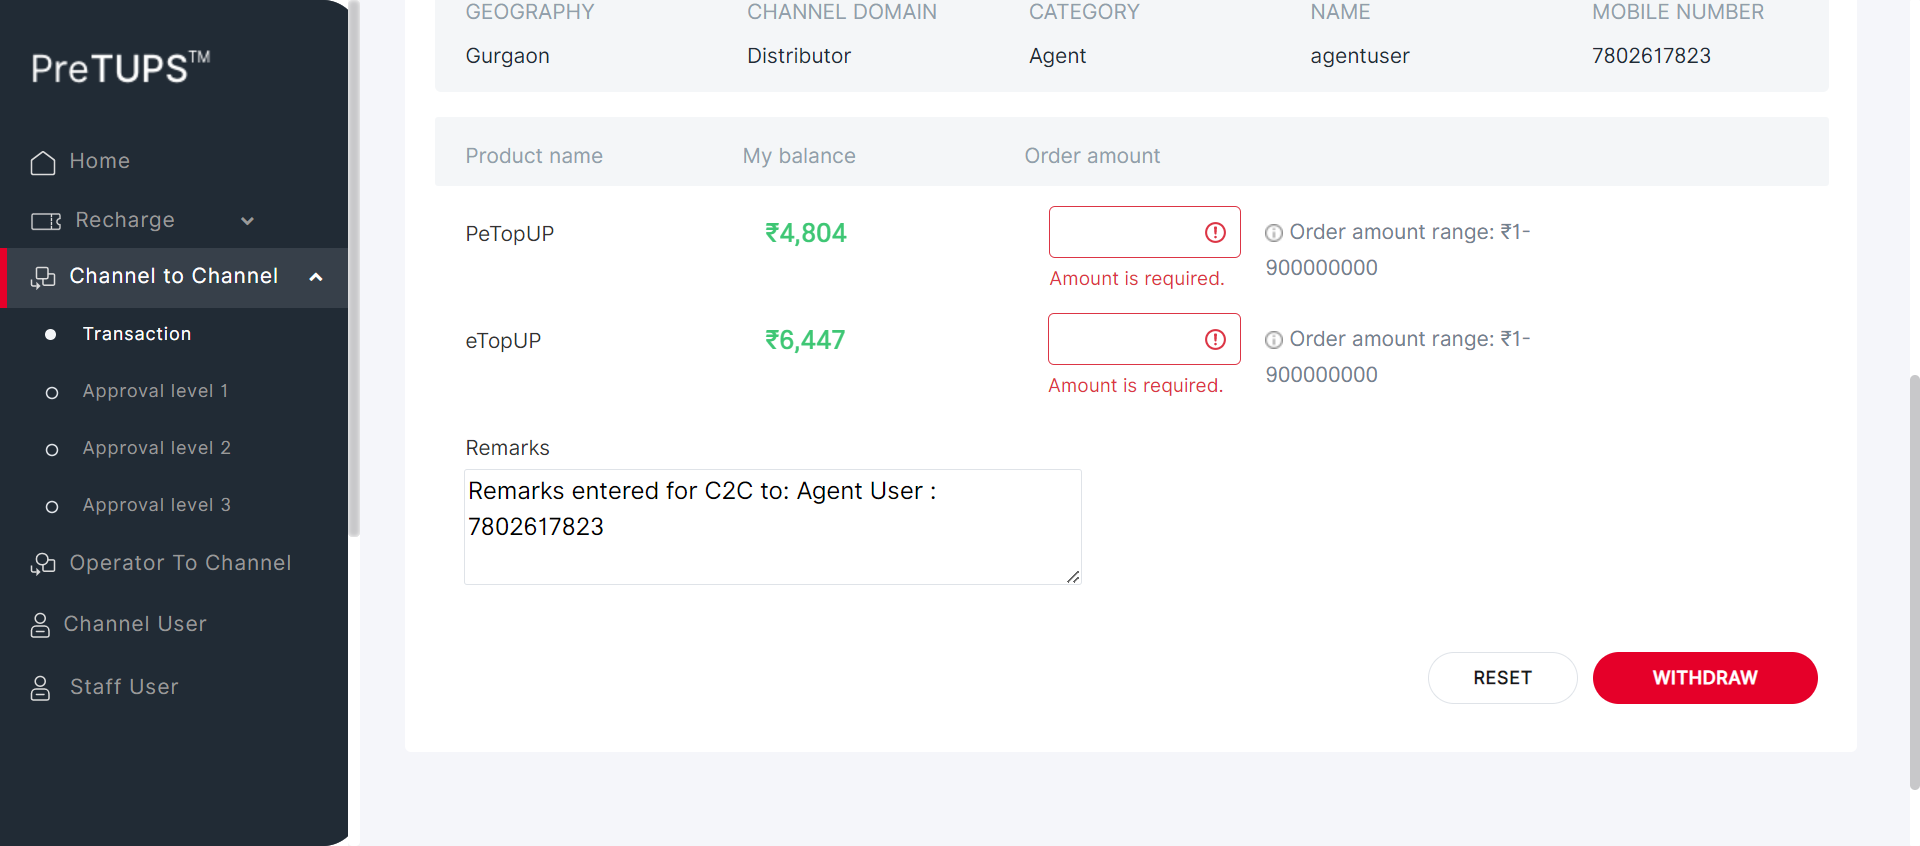 PreTUPS™
Home
Recharge
Channel to Channel
Transaction
Approval level 1
Approval level 2
Approval level 3
Operator To Channel
Channel User
Staff User
GEOGRAPHY CHANNEL DOMAIN CATEGORY NAME MOBILE NUMBER
Gurgaon Distributor Agent agentuser 7802617823
Product name My balance Order amount
PeTopUP ₹4,804 Order amount range: ₹1-
900000000
Amount is required.
eTopUP ₹6,447 Order amount range: ₹1-
900000000
Amount is required.
Remarks
Remarks entered for C2C to: Agent User :
7802617823
RESET WITHDRAW